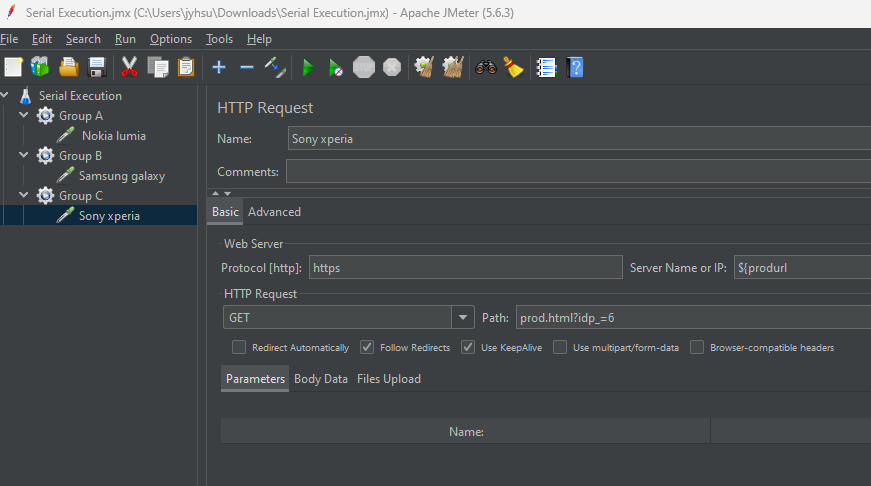 Serial Execution.jmx (C:\Users\jyhsu\Downloads\Serial Execution.jmx) - Apache JMeter (5.6.3)
File Edit Search Run Options Tools Help
Serial Execution
Group A
Nokia lumia
Group B
Samsung galaxy
Group C
Sony xperia
HTTP Request
Name: Sony xperia
Comments:
Basic Advanced
Web Server
Protocol [http]: https Server Name or IP: ${produrl
HTTP Request
GET Path: prod.html?idp_=6
Redirect Automatically Follow Redirects Use KeepAlive Use multipart/form-data Browser-compatible headers
Parameters Body Data Files Upload
Name: